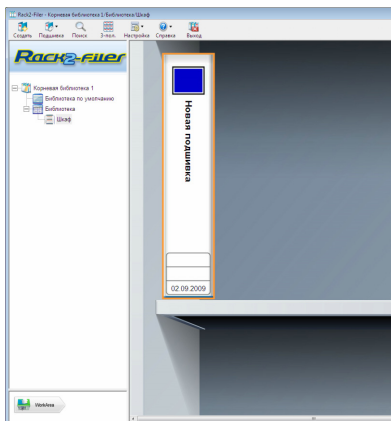 Rack2-Filer - Корневая библиотека 1/Библиотека/Шкаф
Создать Подшивка Поиск 3-пол. Настройка Справка Выход
Rack2-Filer
Корневая библиотека 1
Библиотека по умолчанию
Библиотека
Шкаф
Новая подшивка
02.09.2009
WorkArea